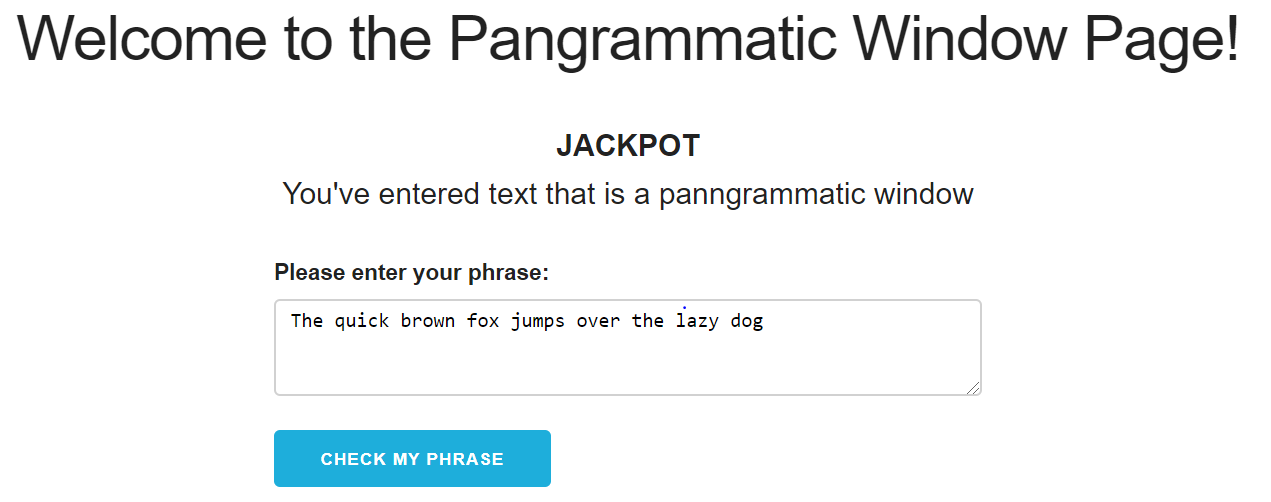 Welcome to the Pangrammatic Window Page!
JACKPOT
You've entered text that is a panngrammatic window
Please enter your phrase:
The quick brown fox jumps over the lazy dog
CHECK MY PHRASE